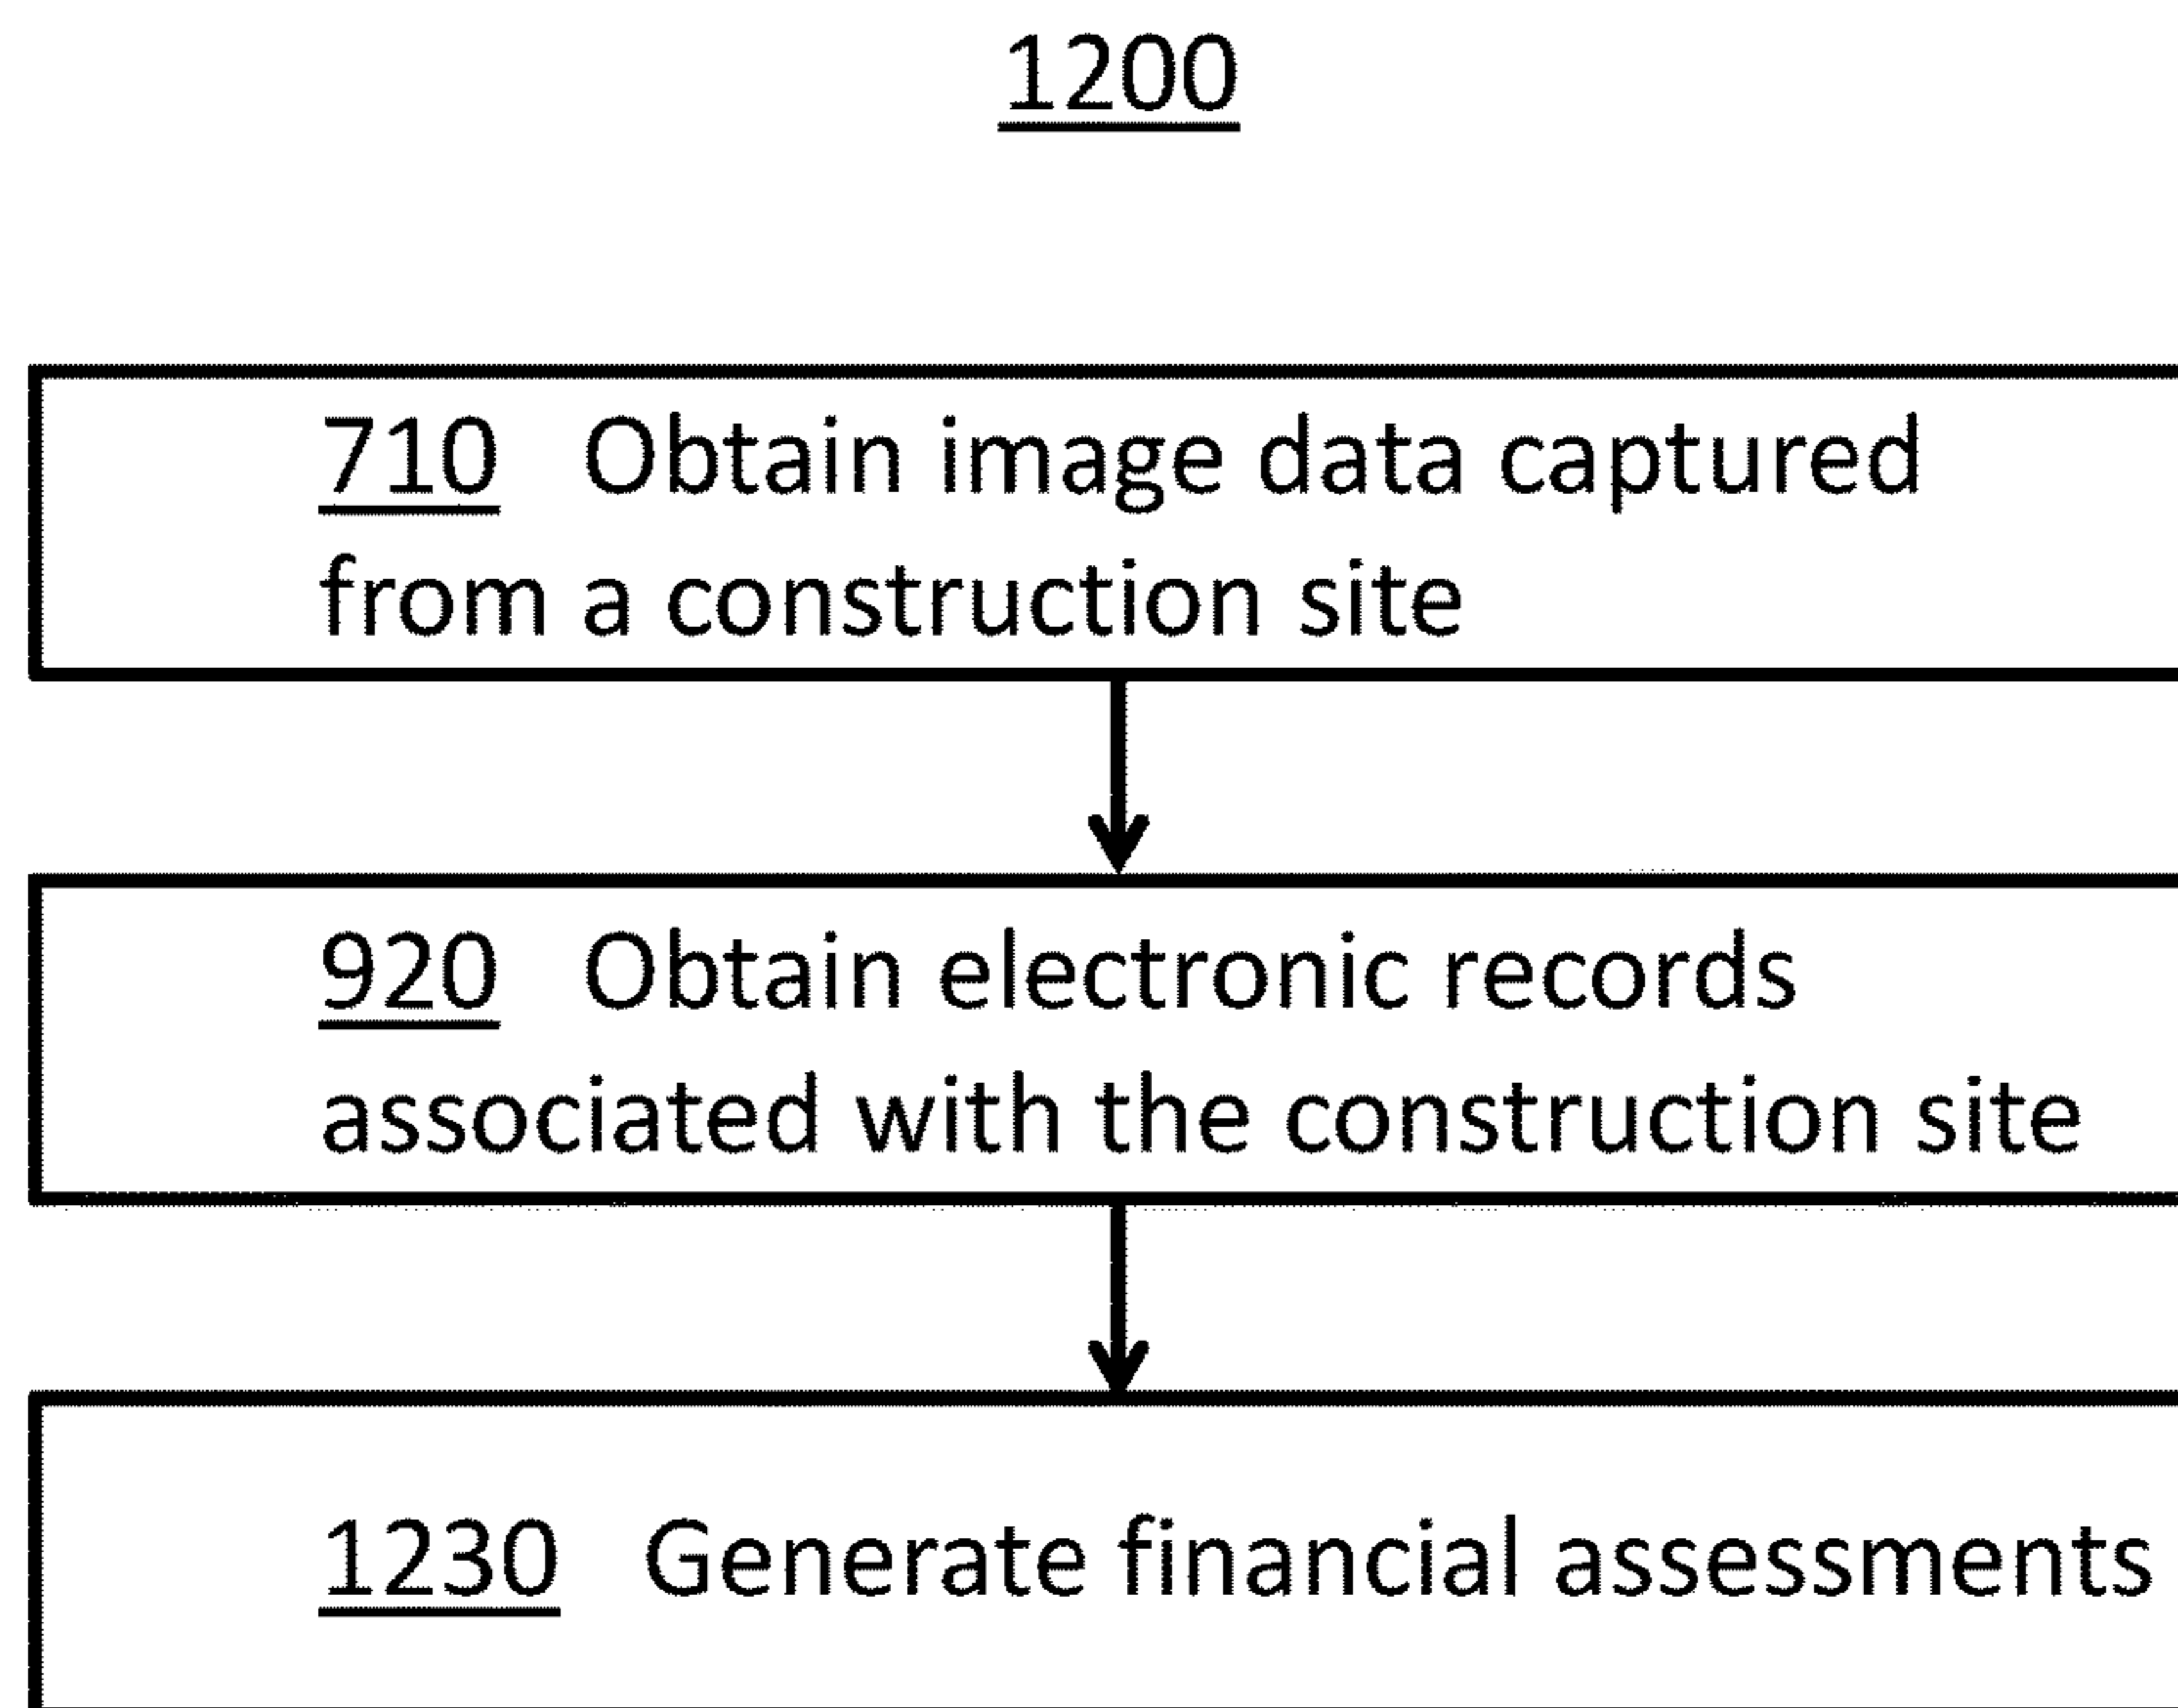 1200
710 Obtain image data captured
from a construction site
920 Obtain electronic records
associated with the construction site
1230 Generate financial assessments